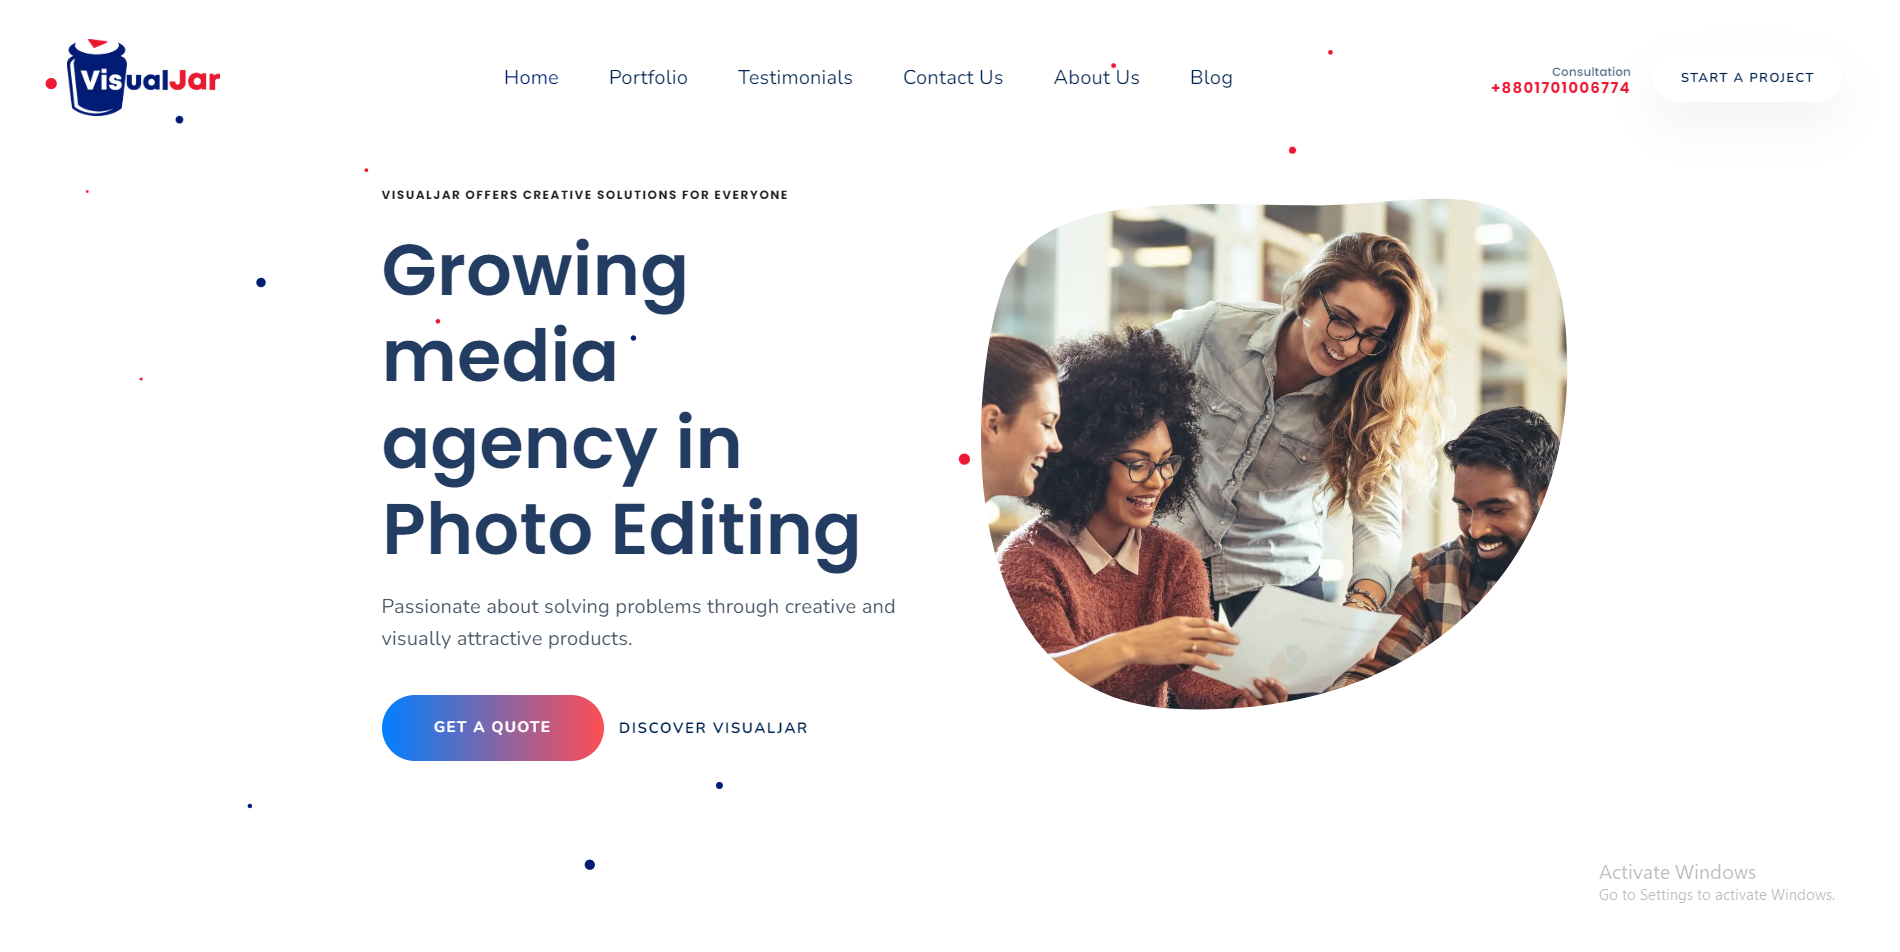 VisualJar
Home
Portfolio
Testimonials
Contact Us
About Us
Blog
Consultation
+8801701006774
START A PROJECT
VISUALJAR OFFERS CREATIVE SOLUTIONS FOR EVERYONE
Growing
media
agency in
Photo Editing
Passionate about solving problems through creative and
visually attractive products.
GET A QUOTE
DISCOVER VISUALJAR
Activate Windows
Go to Settings to activate Windows.